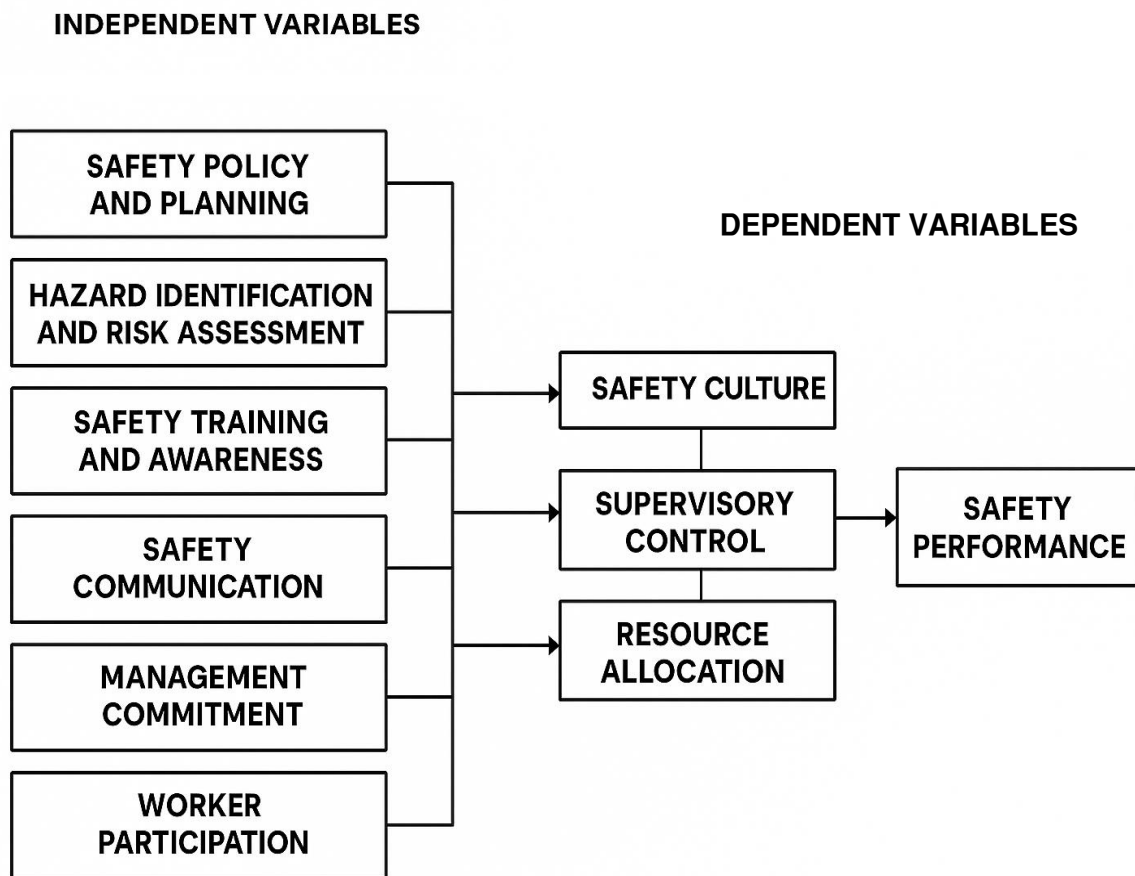 INDEPENDENT VARIABLES
SAFETY POLICY
AND PLANNING
HAZARD IDENTIFICATION
AND RISK ASSESSMENT
SAFETY TRAINING
AND AWARENESS
SAFETY
COMMUNICATION
MANAGEMENT
COMMITMENT
WORKER
PARTICIPATION
DEPENDENT VARIABLES
SAFETY CULTURE
SUPERVISORY
CONTROL
RESOURCE
ALLOCATION
SAFETY
PERFORMANCE